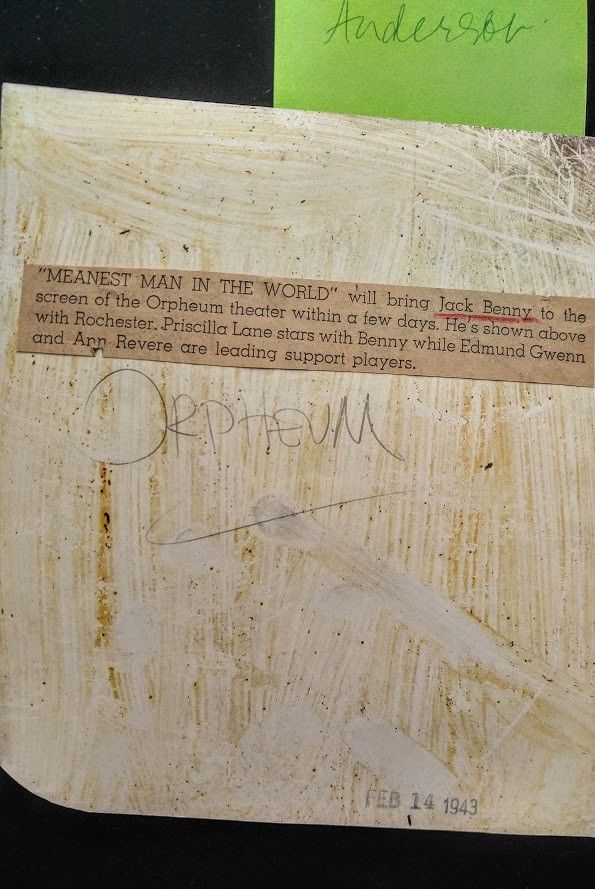 Anderson
"MEANEST MAN IN THE WORLD" will bring Jack Benny to the
screen of the Orpheum theater within a few days. He's shown above
with Rochester. Priscilla Lane stars with Benny while Edmund Gwenn
and Ann Revere are leading support players.
ORPHEUM
FEB 14 1943